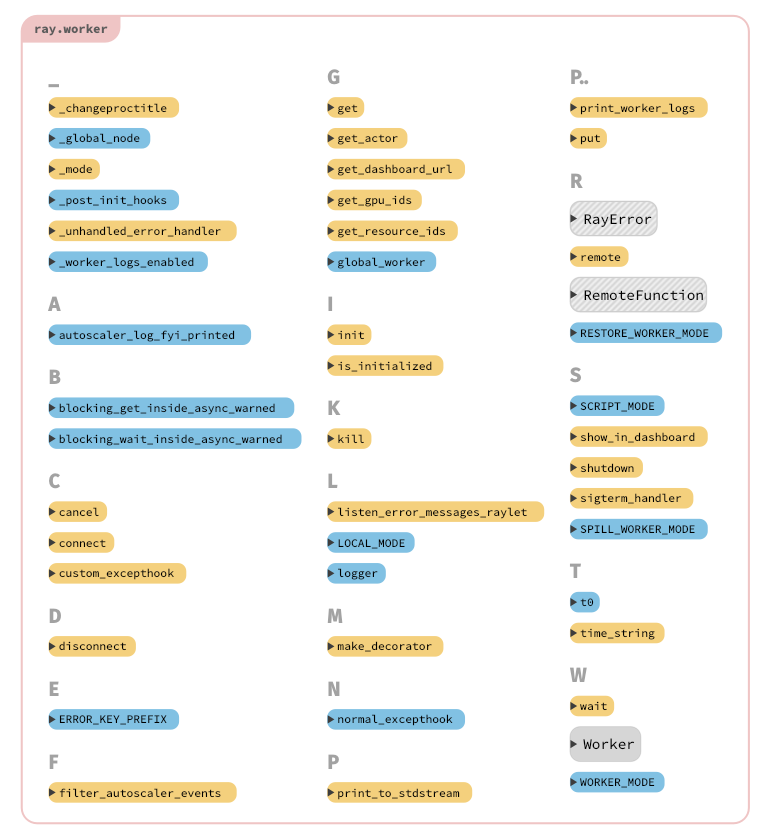 ray.worker
_
_changeproctitle
_global_node
_mode
_post_init_hooks
_unhandled_error_handler
_worker_logs_enabled
A
autoscaler_log_fyi_printed
B
blocking_get_inside_async_warned
blocking_wait_inside_async_warned
C
cancel
connect
custom_excepthook
D
disconnect
E
ERROR_KEY_PREFIX
F
filter_autoscaler_events
G
get
get_actor
get_dashboard_url
get_gpu_ids
get_resource_ids
global_worker
I
init
is_initialized
K
kill
L
listen_error_messages_raylet
LOCAL_MODE
logger
M
make_decorator
N
normal_excepthook
P
print_to_stdstream
P..
print_worker_logs
put
R
RayError
remote
RemoteFunction
RESTORE_WORKER_MODE
S
SCRIPT_MODE
show_in_dashboard
shutdown
sigterm_handler
SPILL_WORKER_MODE
T
t0
time_string
W
wait
Worker
WORKER_MODE